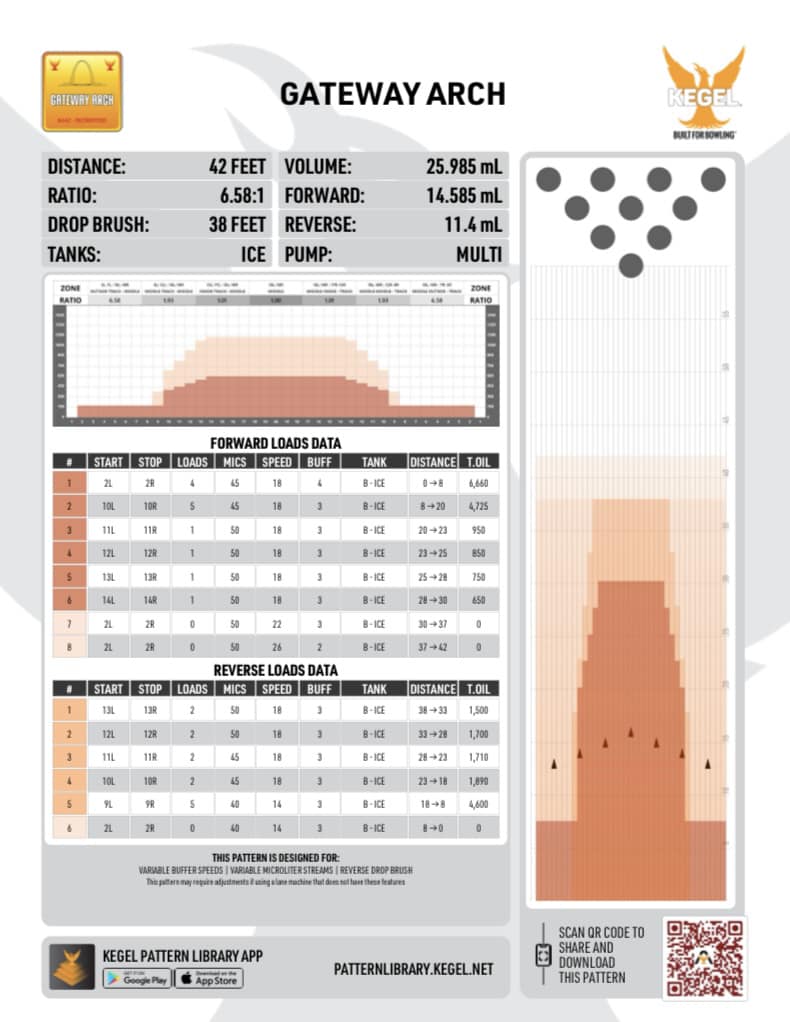 GATEWAY ARCH
GATEWAY ARCH
KEGEL
BUILT FOR BOWLING
DISTANCE: 42 FEET VOLUME: 25.985 mL
RATIO: 6.58:1 FORWARD: 14.585 mL
DROP BRUSH: 38 FEET REVERSE: 11.4 mL
TANKS: ICE PUMP: MULTI
ZONE ZONE
RATIO 6.58 1.01 1.00 1.01 6.58 RATIO
FORWARD LOADS DATA
# START STOP LOADS MICS SPEED BUFF TANK DISTANCE T.OIL
1 2L 2R 4 45 18 4 B - ICE 0 → 8 6,660
2 10L 10R 5 45 18 3 B - ICE 8 → 20 4,725
3 11L 11R 1 50 18 3 B - ICE 20 → 23 950
4 12L 12R 1 50 18 3 B - ICE 23 → 25 850
5 13L 13R 1 50 18 3 B - ICE 25 → 28 750
6 14L 14R 1 50 18 3 B - ICE 28 → 30 650
7 2L 2R 0 50 22 3 B - ICE 30 → 37 0
8 2L 2R 0 50 26 2 B - ICE 37 → 42 0
REVERSE LOADS DATA
# START STOP LOADS MICS SPEED BUFF TANK DISTANCE T.OIL
1 13L 13R 2 50 18 3 B - ICE 38 → 33 1,500
2 12L 12R 2 50 18 3 B - ICE 33 → 28 1,700
3 11L 11R 2 45 18 3 B - ICE 28 → 23 1,710
4 10L 10R 2 45 18 3 B - ICE 23 → 18 1,890
5 9L 9R 5 40 14 3 B - ICE 18 → 8 4,600
6 2L 2R 0 40 14 3 B - ICE 8 → 0 0
THIS PATTERN IS DESIGNED FOR:
VARIABLE BUFFER SPEEDS | VARIABLE MICROLITER STREAMS | REVERSE DROP BRUSH
This pattern may require adjustments if using a lane machine that does not have these features
KEGEL PATTERN LIBRARY APP
GET IT ON
Google Play
Download on the
App Store
PATTERNLIBRARY.KEGEL.NET
SCAN QR CODE TO
SHARE AND
DOWNLOAD
THIS PATTERN